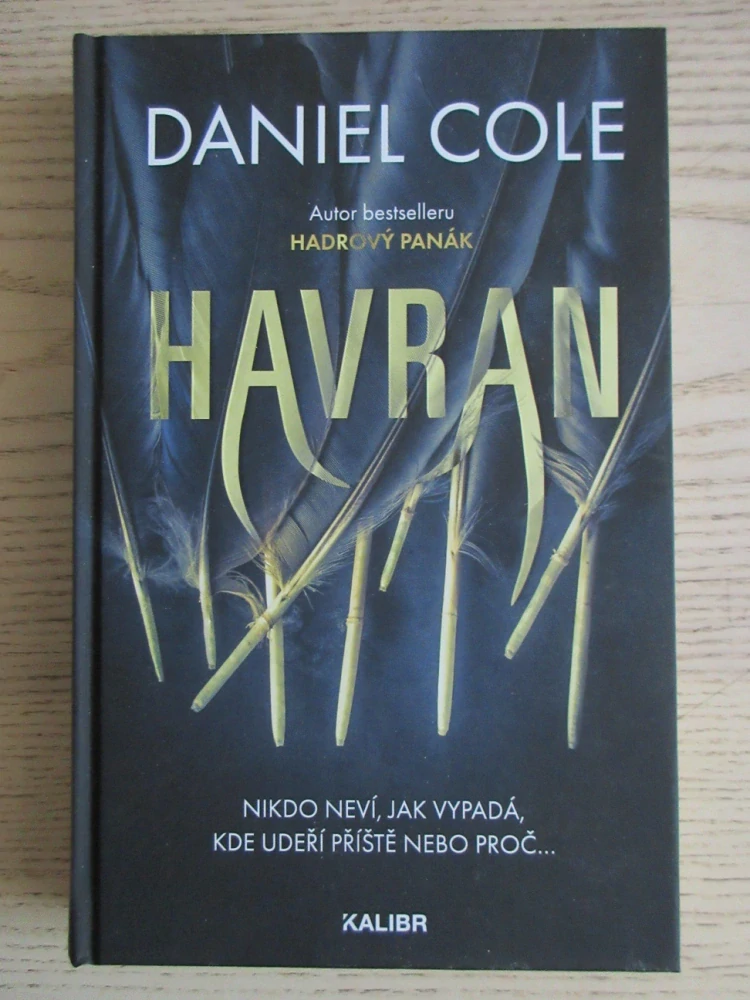 DANIEL COLE
Autor bestselleru
HADROVÝ PANÁK
HAVRAN
NIKDO NEVÍ, JAK VYPADÁ,
KDE UDEŘÍ PŘÍŠTĚ NEBO PROČ...
KALIBR